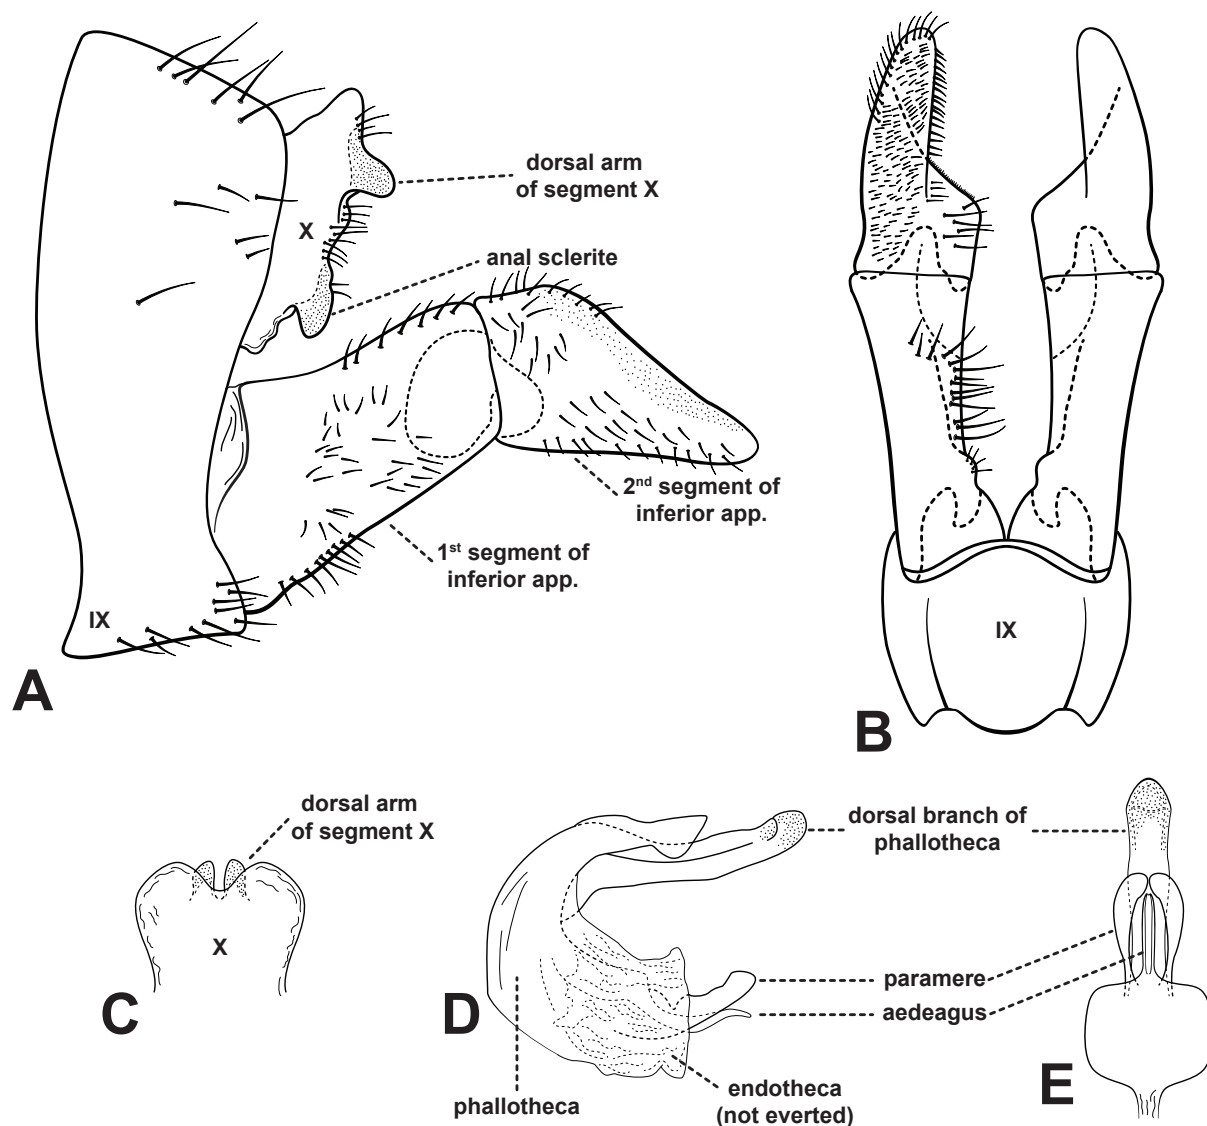 dorsal arm
of segment X
X
anal sclerite
2nd segment of
inferior app.
1st segment of
inferior app.
IX
A
IX
B
dorsal arm
of segment X
X
C
dorsal branch of
phallotheca
paramere
aedeagus
D
phallotheca
endotheca
(not everted)
E